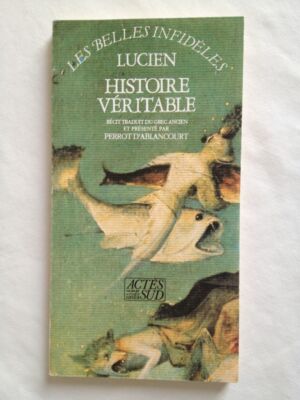 LES BELLES INFIDÈLES
LUCIEN
HISTOIRE
VÉRITABLE
RÉCIT TRADUIT DU GREC ANCIEN
ET PRÉSENTÉ PAR
PERROT D'ABLANCOURT
ACTES
SUD